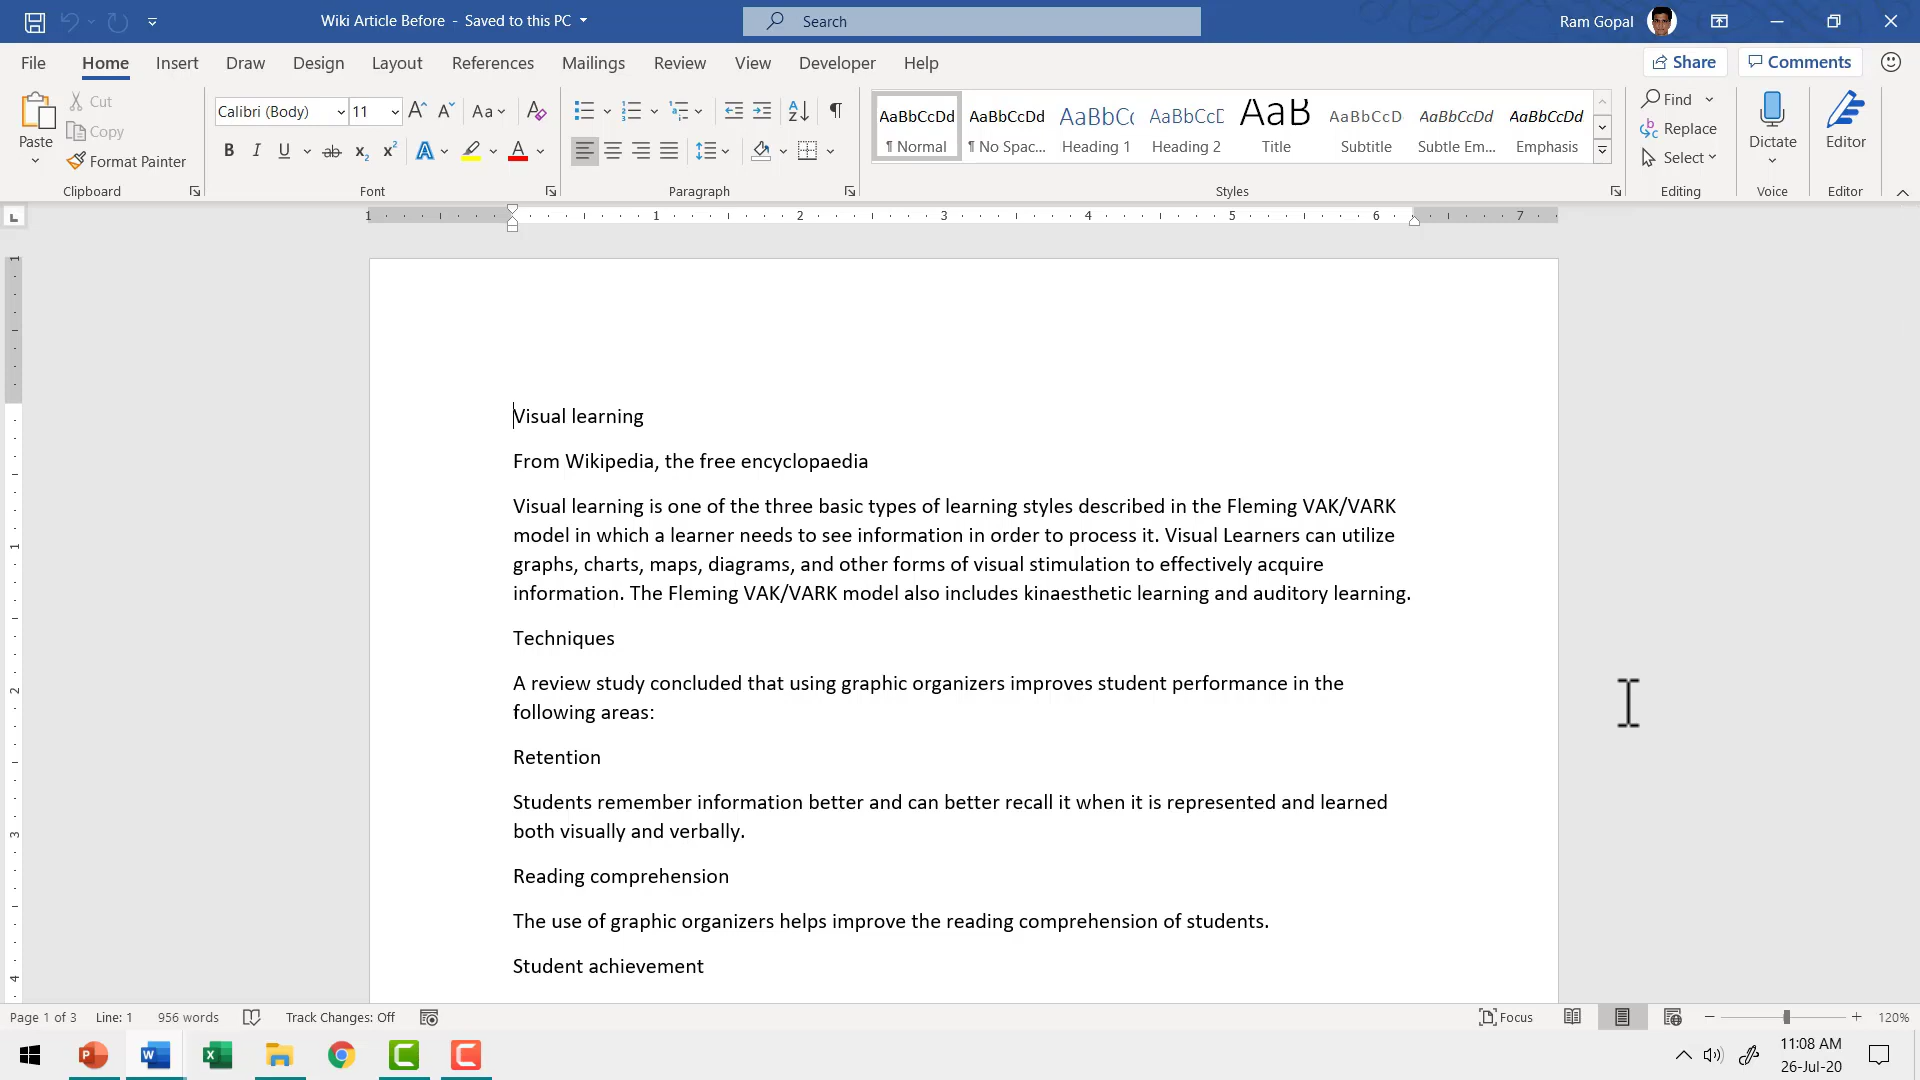 Wiki Article Before - Saved to this PC
Search
Ram Gopal
File Home Insert Draw Design Layout References Mailings Review View Developer Help
Share Comments
Paste
Cut
Copy
Format Painter
Clipboard
Calibri (Body) 11
Font
Paragraph
AaBbCcDd AaBbCcDd AaBbCc AaBbCcD AaB AaBbCcD AaBbCcDd AaBbCcDd
¶ Normal ¶ No Spac... Heading 1 Heading 2 Title Subtitle Subtle Em... Emphasis
Styles
Find
Replace
Select
Editing
Dictate
Voice
Editor
Editor
1 1 2 3 4 5 6 7
Visual learning
From Wikipedia, the free encyclopaedia
Visual learning is one of the three basic types of learning styles described in the Fleming VAK/VARK
model in which a learner needs to see information in order to process it. Visual Learners can utilize
graphs, charts, maps, diagrams, and other forms of visual stimulation to effectively acquire
information. The Fleming VAK/VARK model also includes kinaesthetic learning and auditory learning.
Techniques
A review study concluded that using graphic organizers improves student performance in the
following areas:
Retention
Students remember information better and can better recall it when it is represented and learned
both visually and verbally.
Reading comprehension
The use of graphic organizers helps improve the reading comprehension of students.
Student achievement
Page 1 of 3 Line: 1 956 words Track Changes: Off Focus 120%
11:08 AM
26-Jul-20